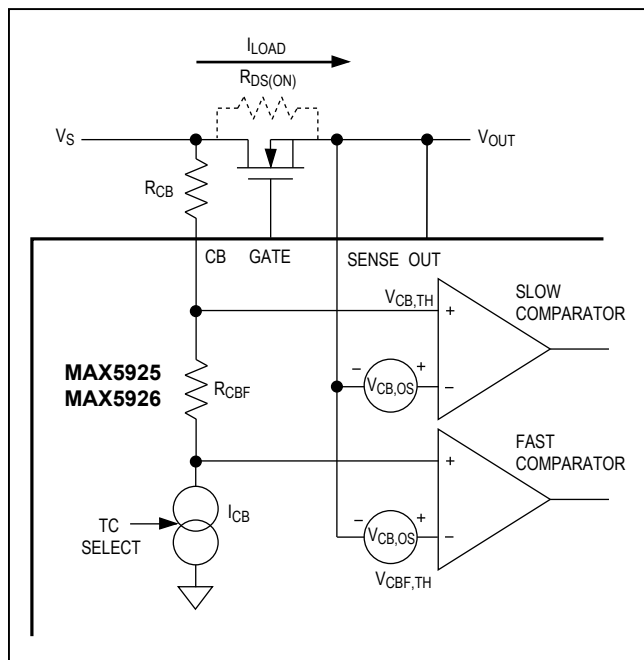 I_LOAD
R_DS(ON)
V_S
V_OUT
R_CB
CB GATE SENSE OUT
V_CB,TH
SLOW
COMPARATOR
+
− +
V_CB,OS
−
MAX5925
MAX5926
R_CBF
FAST
COMPARATOR
+
I_CB
− +
V_CB,OS
−
TC
SELECT
V_CBF,TH